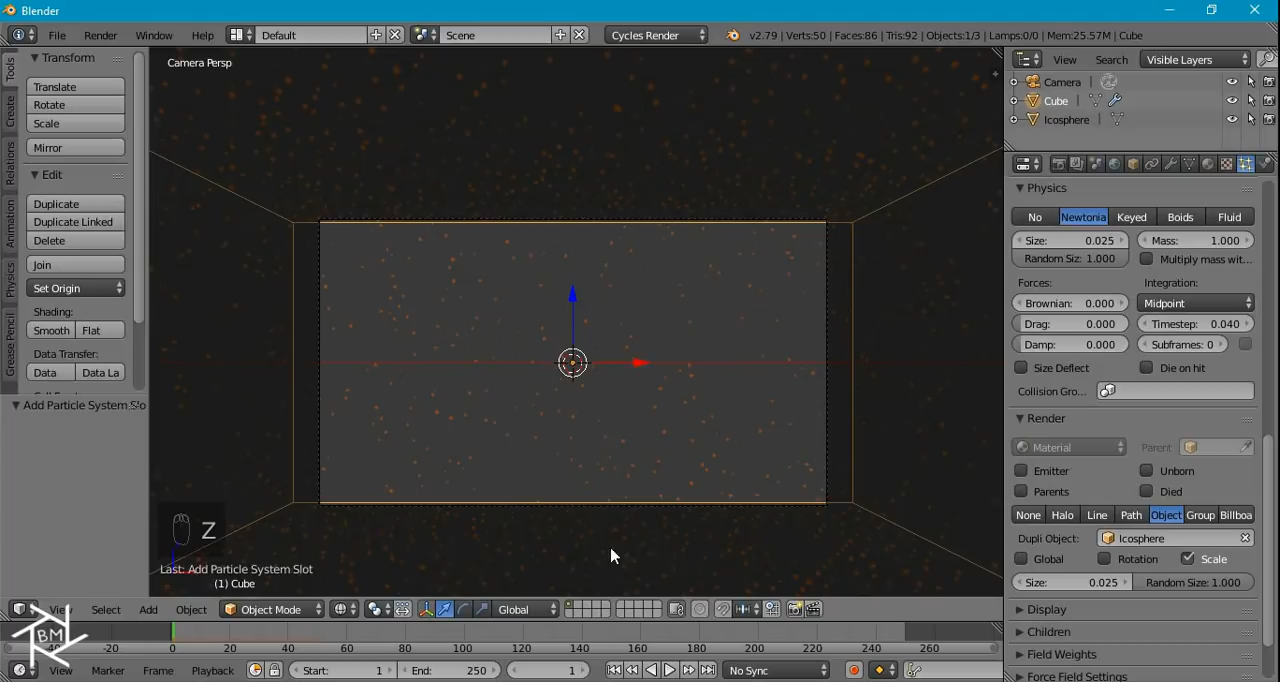 Blender
File Render Window Help Default Scene Cycles Render v2.79 | Verts:50 | Faces:86 | Tris:92 | Objects:1/3 | Lamps:0/0 | Mem:25.57M | Cube
Tools
Create
Relations
Animation
Physics
Grease Pencil
Transform
Translate
Rotate
Scale
Mirror
Edit
Duplicate
Duplicate Linked
Delete
Join
Set Origin
Shading:
Smooth Flat
Data Transfer:
Data Data La
Add Particle System Slo
Camera Persp
Z
Last: Add Particle System Slot
(1) Cube
View Search Visible Layers
Camera
Cube
Icosphere
Physics
No Newtonia Keyed Boids Fluid
Size: 0.025 Mass: 1.000
Random Siz: 1.000 Multiply mass wit...
Forces: Integration:
Brownian: 0.000 Midpoint
Drag: 0.000 Timestep: 0.040
Damp: 0.000 Subframes: 0
Size Deflect Die on hit
Collision Gro...
Render
Material Parent
Emitter Unborn
Parents Died
None Halo Line Path Object Group Billboa
Dupli Object: Icosphere
Global Rotation Scale
Size: 0.025 Random Size: 1.000
Display
Children
Field Weights
Force Field Settings
Select Add Object Object Mode Global
-20 0 20 40 60 80 100 120 140 160 180 200 220 240 260
View Marker Frame Playback Start: 1 End: 250 1 No Sync
BM